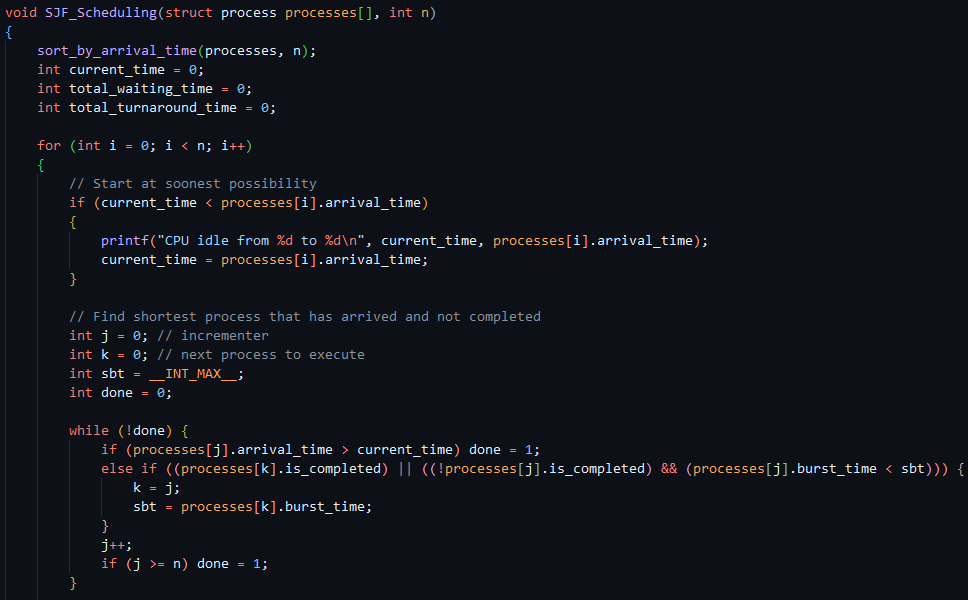 void SJF_Scheduling(struct process processes[], int n)
{
    sort_by_arrival_time(processes, n);
    int current_time = 0;
    int total_waiting_time = 0;
    int total_turnaround_time = 0;

    for (int i = 0; i < n; i++)
    {
        // Start at soonest possibility
        if (current_time < processes[i].arrival_time)
        {
            printf("CPU idle from %d to %d\n", current_time, processes[i].arrival_time);
            current_time = processes[i].arrival_time;
        }

        // Find shortest process that has arrived and not completed
        int j = 0; // incrementer
        int k = 0; // next process to execute
        int sbt = __INT_MAX__;
        int done = 0;

        while (!done) {
            if (processes[j].arrival_time > current_time) done = 1;
            else if ((processes[k].is_completed) || ((!processes[j].is_completed) && (processes[j].burst_time < sbt))) {
                k = j;
                sbt = processes[k].burst_time;
            }
            j++;
            if (j >= n) done = 1;
        }